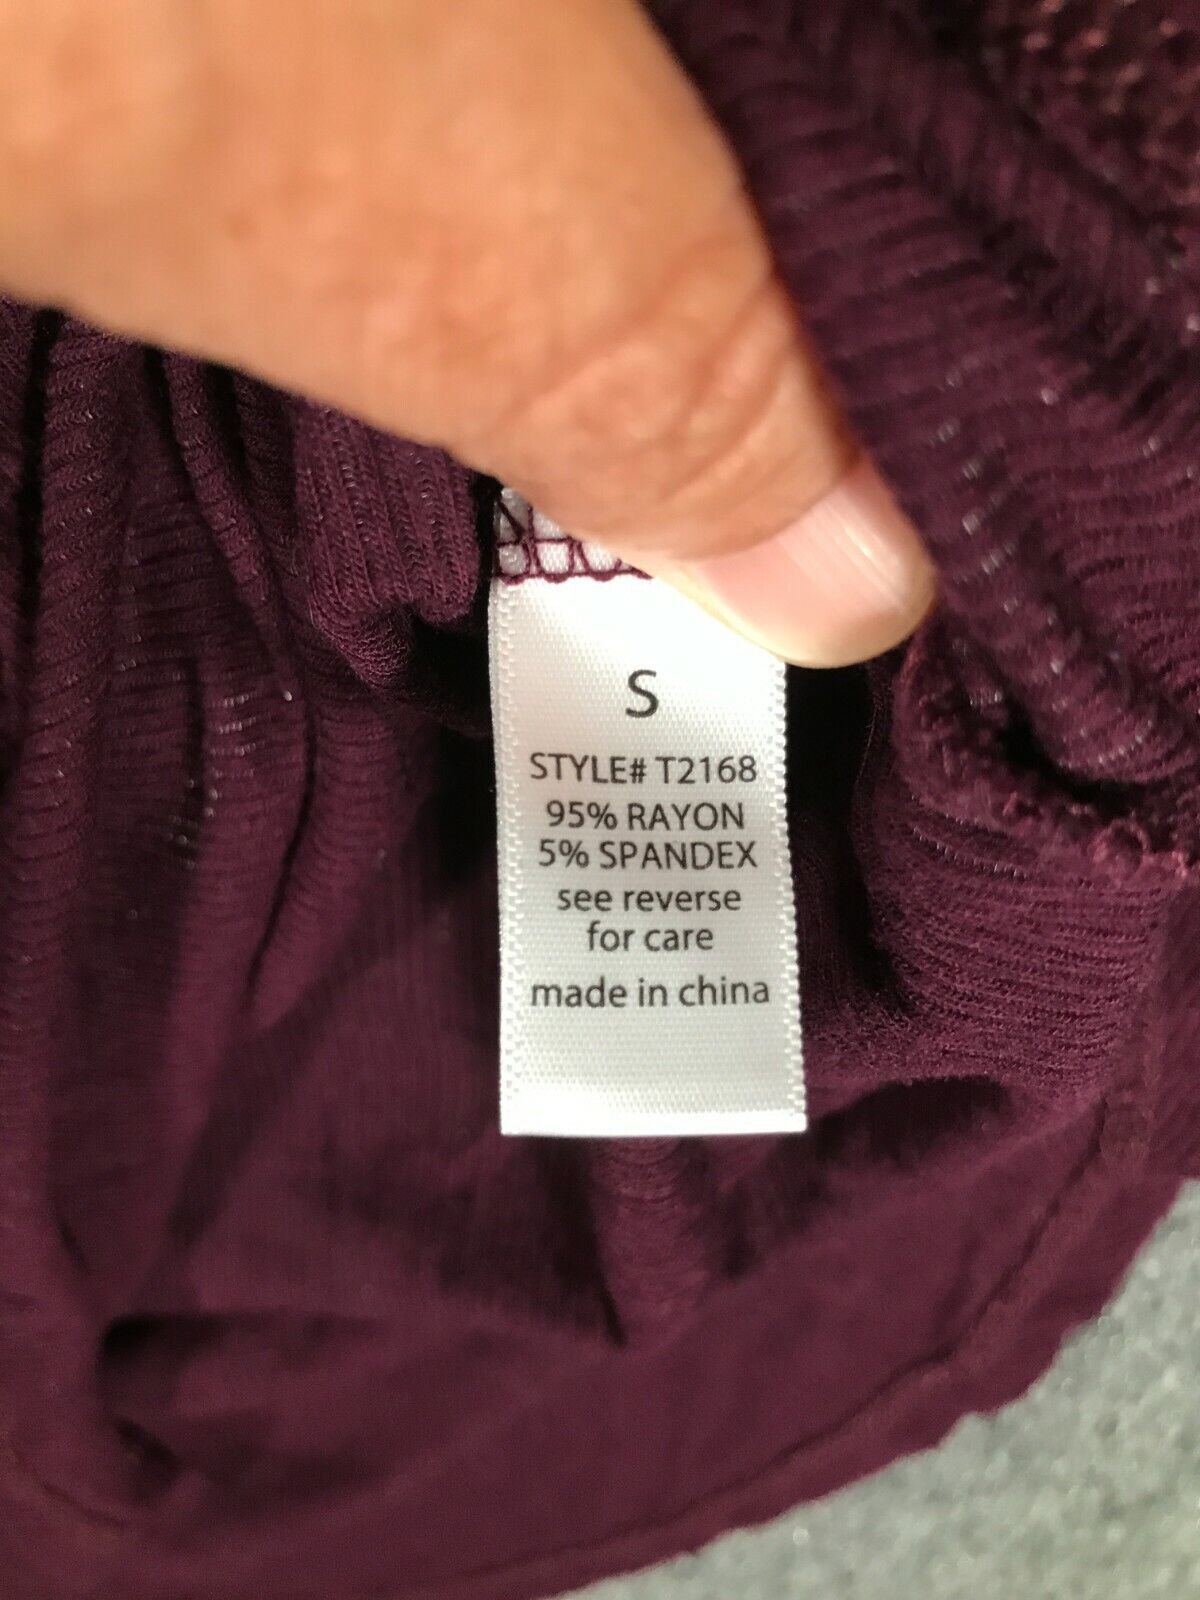 S
STYLE# T2168
95% RAYON
5% SPANDEX
see reverse
for care
made in china